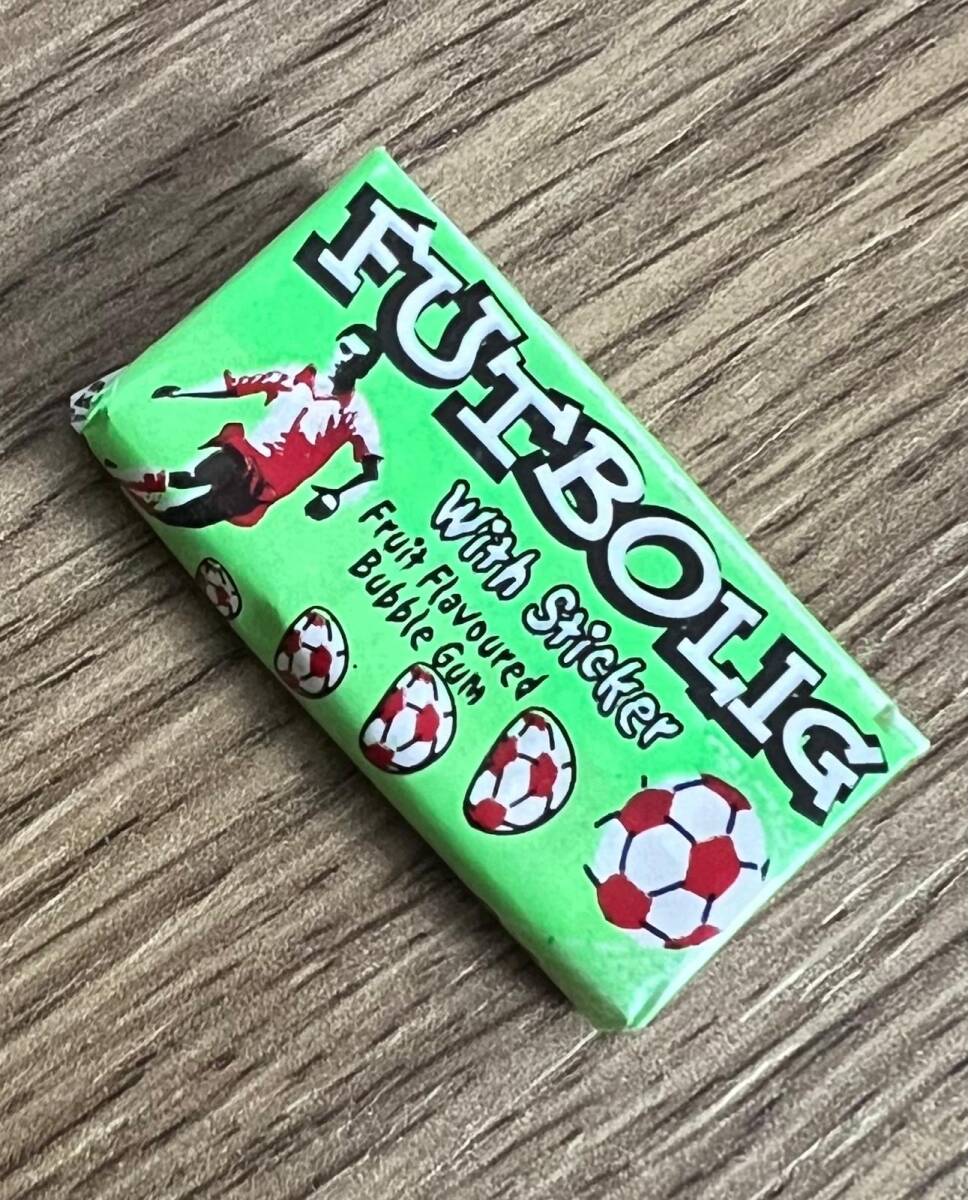 FUTBOLIG
With Sticker
Fruit Flavoured
Bubble Gum